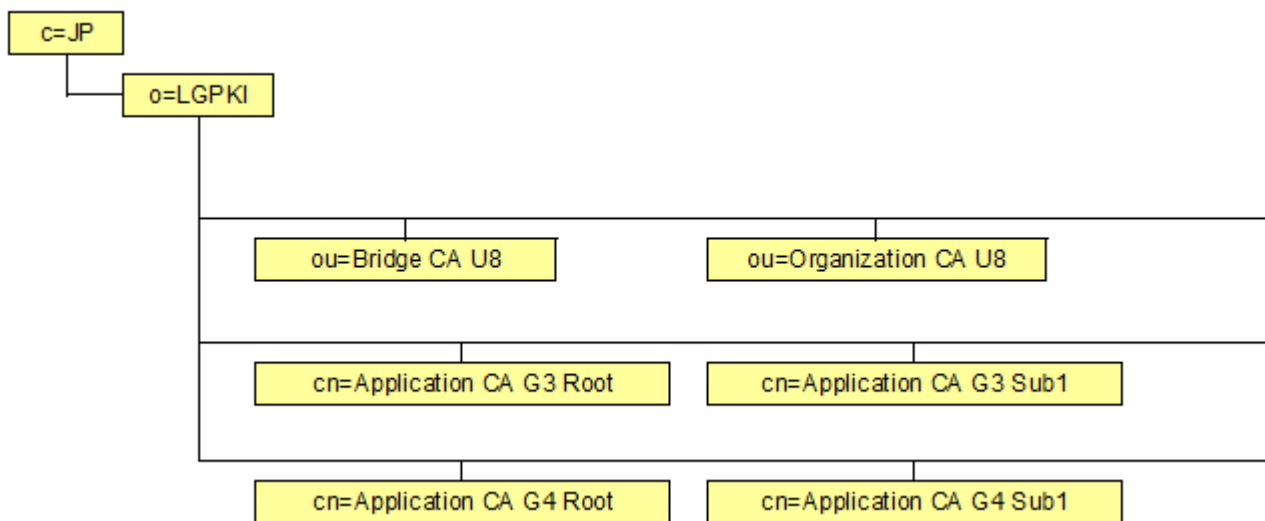 c=JP
o=LGPKI
ou=Bridge CA U8
ou=Organization CA U8
cn=Application CA G3 Root
cn=Application CA G3 Sub1
cn=Application CA G4 Root
cn=Application CA G4 Sub1